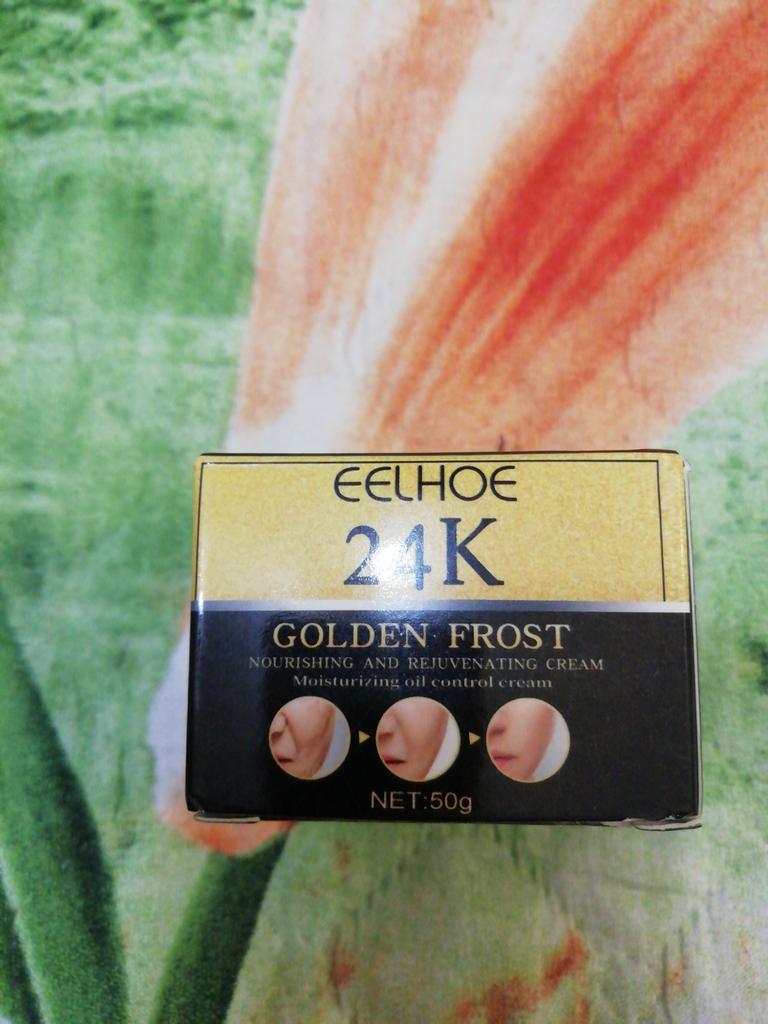 EELHOE
24K
GOLDEN FROST
NOURISHING AND REJUVENATING CREAM
Moisturizing oil control cream
NET:50g